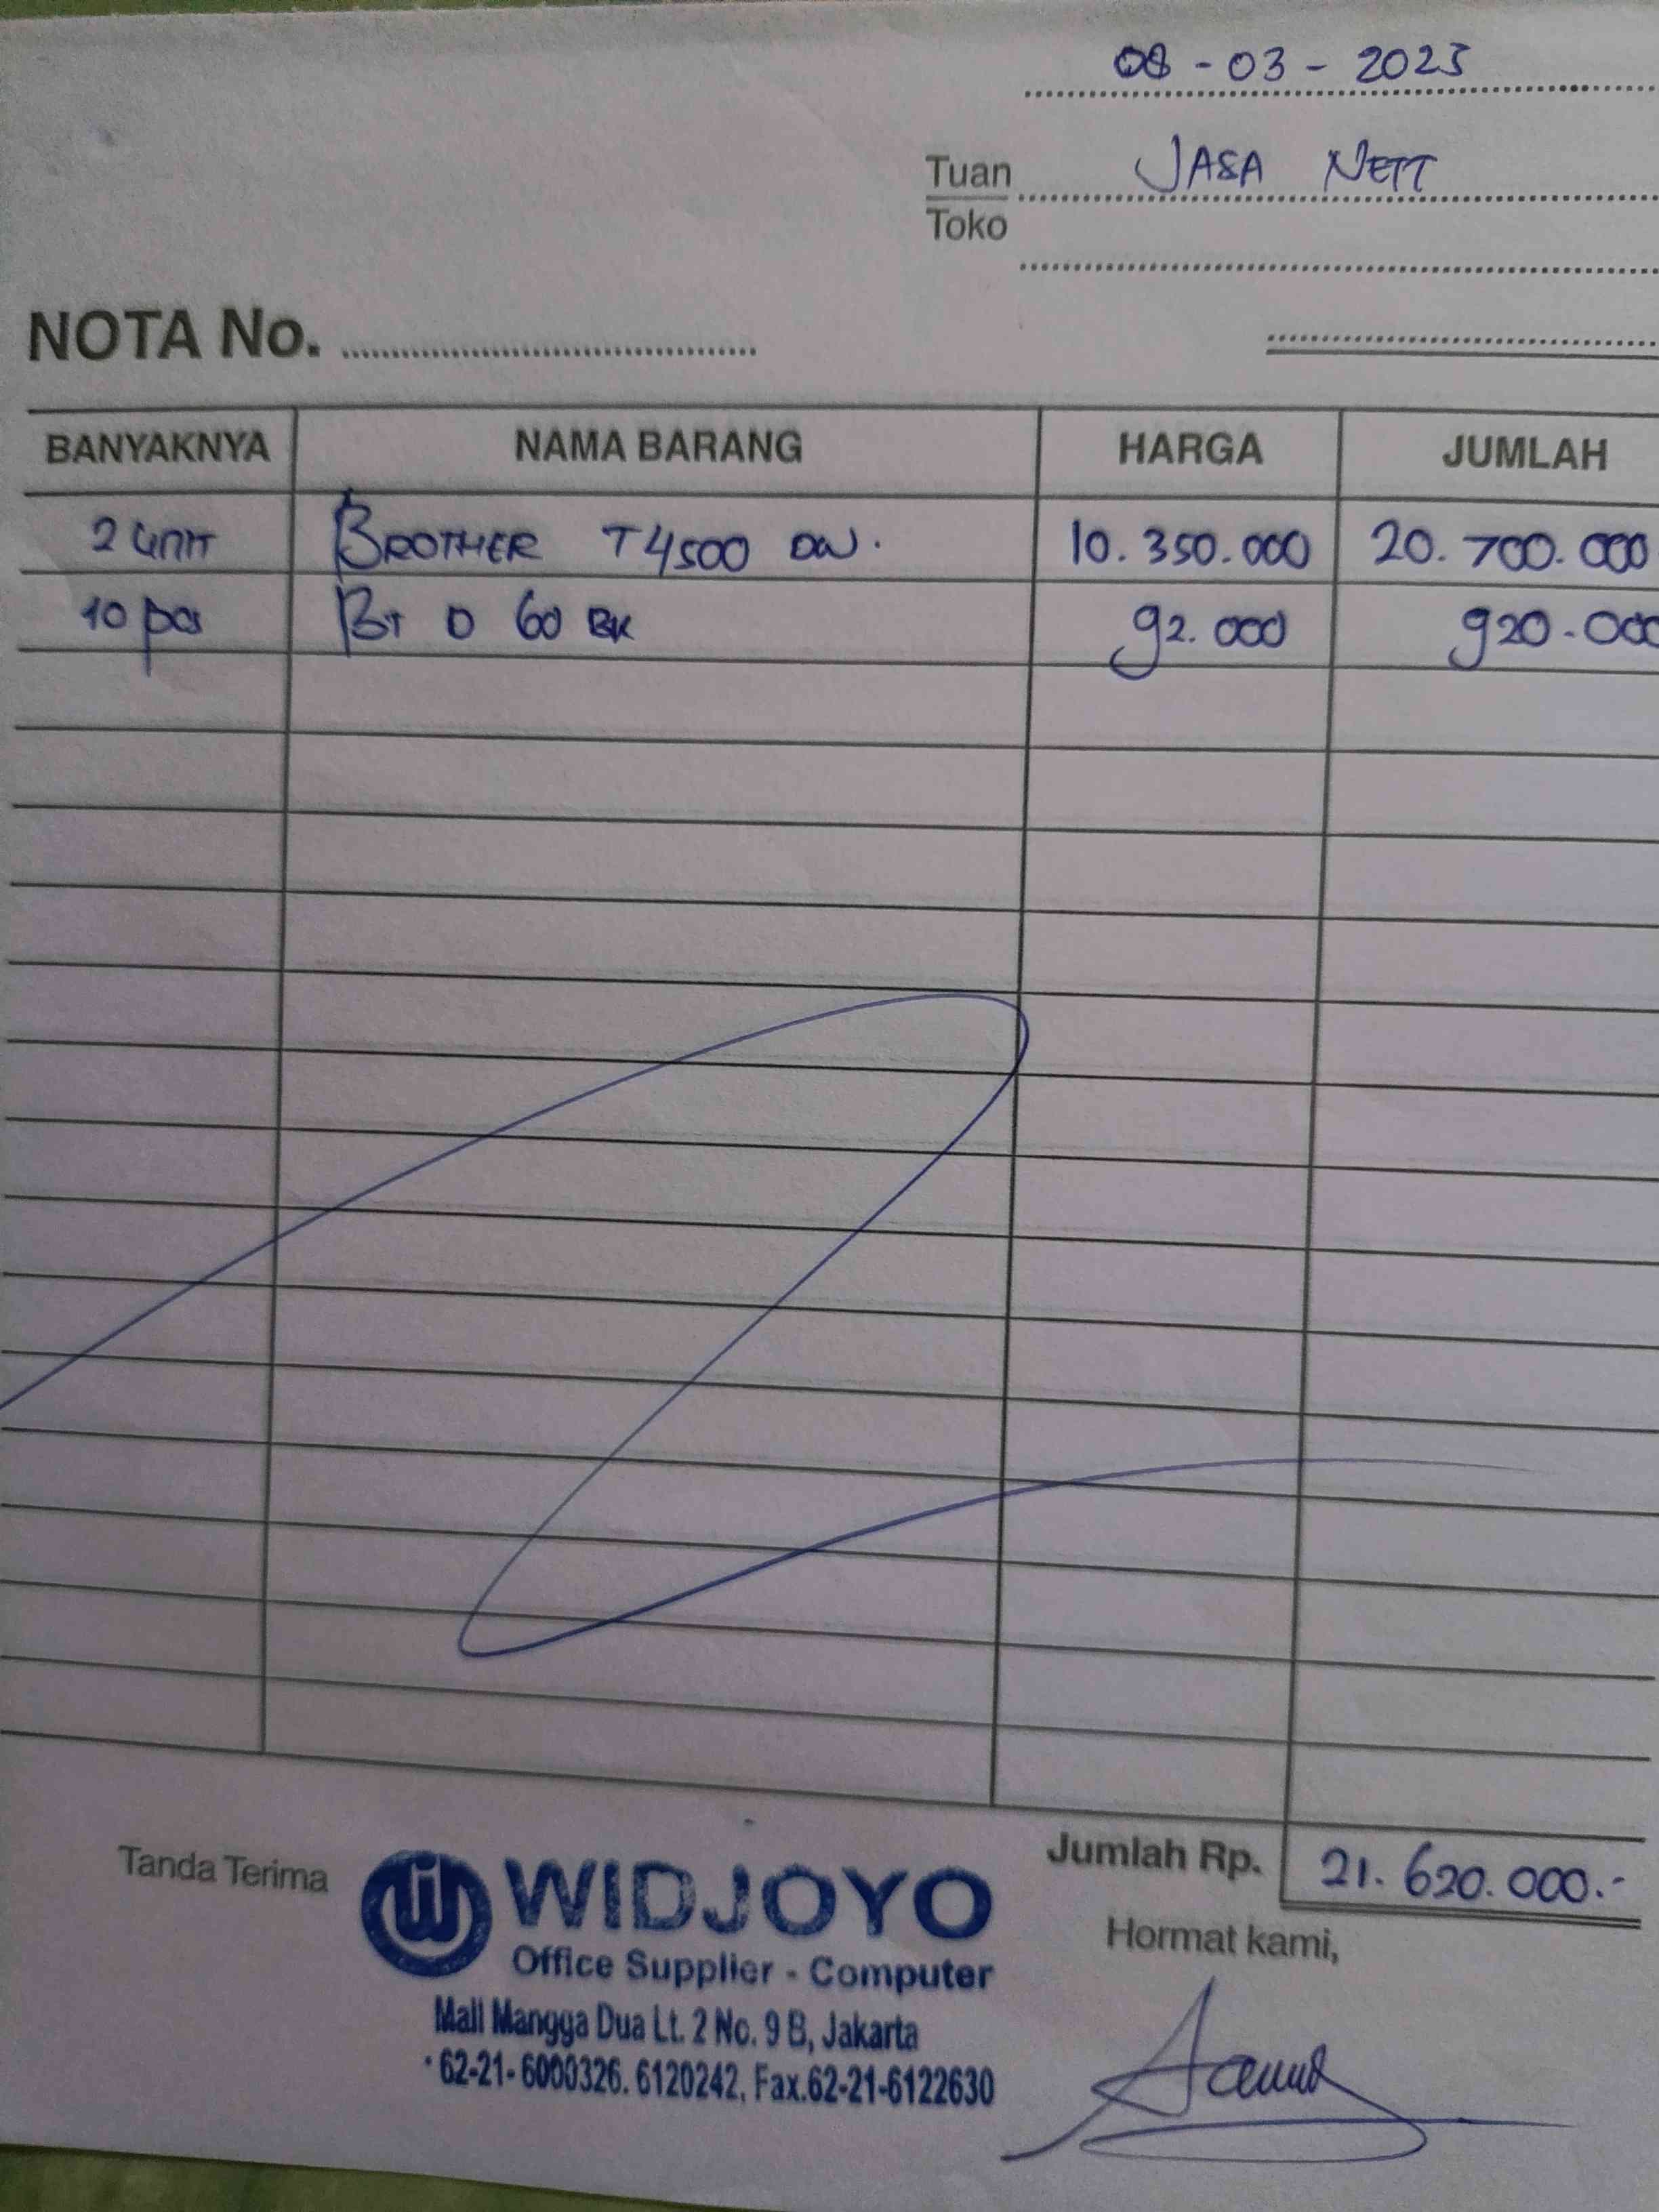 08 - 03 - 2023
Tuan JASA NETT
Toko
NOTA No.
BANYAKNYA NAMA BARANG HARGA JUMLAH
2 UNIT BROTHER T4500 DW. 10.350.000 20.700.000
10 pcs BT D 60 BK 92.000 920.000
Tanda Terima Jumlah Rp. 21.620.000.-
WIDJOYO
Office Supplier - Computer
Hormat kami,
Mall Mangga Dua Lt. 2 No. 9 B, Jakarta
62-21-6000326. 6120242, Fax.62-21-6122630